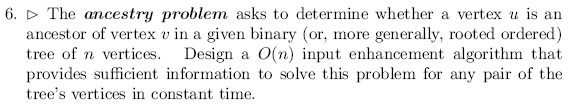 6. ▷ The ancestry problem asks to determine whether a vertex u is an
ancestor of vertex v in a given binary (or, more generally, rooted ordered)
tree of n vertices. Design a O(n) input enhancement algorithm that
provides sufficient information to solve this problem for any pair of the
tree's vertices in constant time.